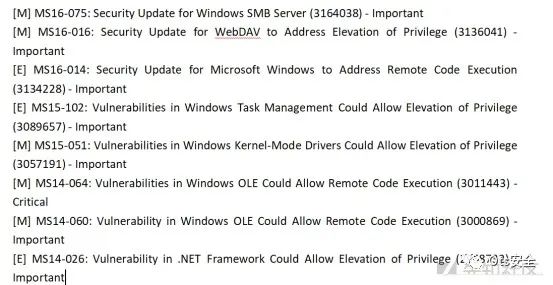 [M] MS16-075: Security Update for Windows SMB Server (3164038) - Important
[M] MS16-016: Security Update for WebDAV to Address Elevation of Privilege (3136041) -
Important
[E] MS16-014: Security Update for Microsoft Windows to Address Remote Code Execution
(3134228) - Important
[E] MS15-102: Vulnerabilities in Windows Task Management Could Allow Elevation of Privilege
(3089657) - Important
[M] MS15-051: Vulnerabilities in Windows Kernel-Mode Drivers Could Allow Elevation of Privilege
(3057191) - Important
[M] MS14-064: Vulnerabilities in Windows OLE Could Allow Remote Code Execution (3011443) -
Critical
[M] MS14-060: Vulnerability in Windows OLE Could Allow Remote Code Execution (3000869) -
Important
[E] MS14-026: Vulnerability in .NET Framework Could Allow Elevation of Privilege
Important